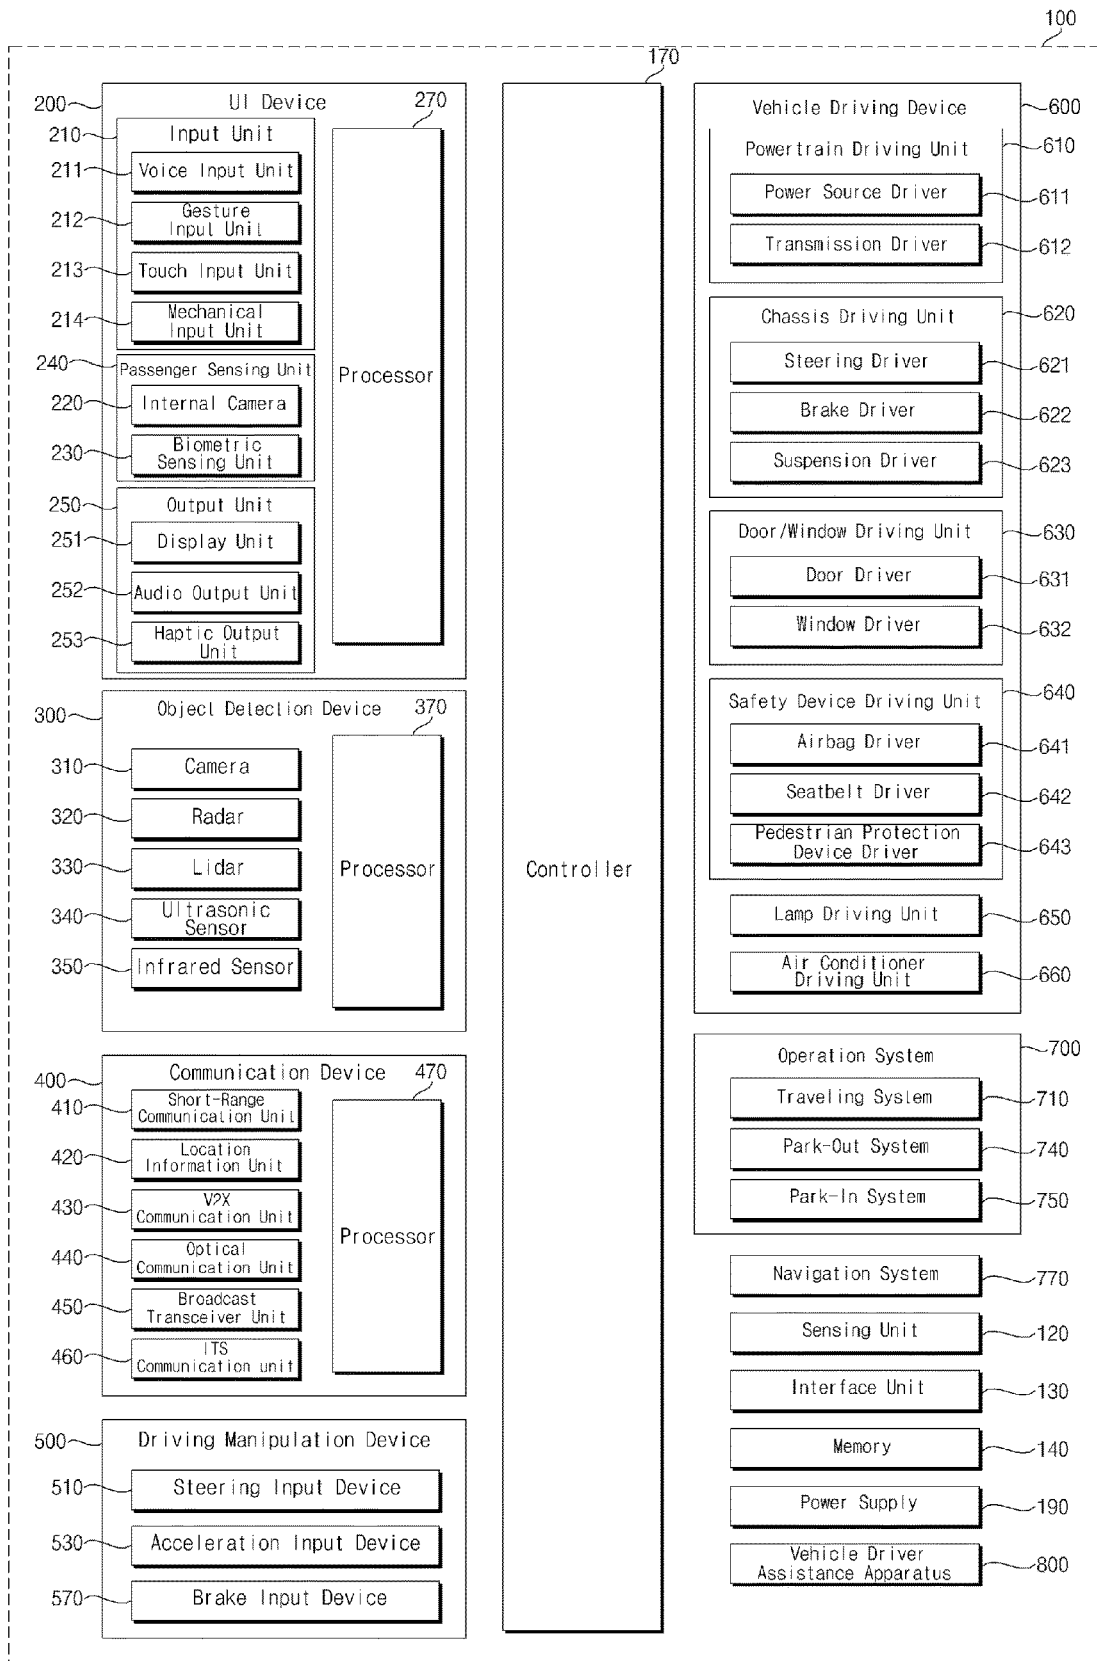 100
170
200
UI Device
270
210
Input Unit
211
Voice Input Unit
212
Gesture
Input Unit
213
Touch Input Unit
214
Mechanical
Input Unit
240
Passenger Sensing Unit
220
Internal Camera
230
Biometric
Sensing Unit
Processor
250
Output Unit
251
Display Unit
252
Audio Output Unit
253
Haptic Output
Unit
300
Object Detection Device
370
310
Camera
320
Radar
330
Lidar
340
Ultrasonic
Sensor
350
Infrared Sensor
Processor
400
Communication Device
470
410
Short-Range
Communication Unit
420
Location
Information Unit
430
V2X
Communication Unit
440
Optical
Communication Unit
450
Broadcast
Transceiver Unit
460
ITS
Communication unit
Processor
500
Driving Manipulation Device
510
Steering Input Device
530
Acceleration Input Device
570
Brake Input Device
Controller
Vehicle Driving Device
600
Powertrain Driving Unit
610
Power Source Driver
611
Transmission Driver
612
Chassis Driving Unit
620
Steering Driver
621
Brake Driver
622
Suspension Driver
623
Door/Window Driving Unit
630
Door Driver
631
Window Driver
632
Safety Device Driving Unit
640
Airbag Driver
641
Seatbelt Driver
642
Pedestrian Protection
Device Driver
643
Lamp Driving Unit
650
Air Conditioner
Driving Unit
660
Operation System
700
Traveling System
710
Park-Out System
740
Park-In System
750
Navigation System
770
Sensing Unit
120
Interface Unit
130
Memory
140
Power Supply
190
Vehicle Driver
Assistance Apparatus
800